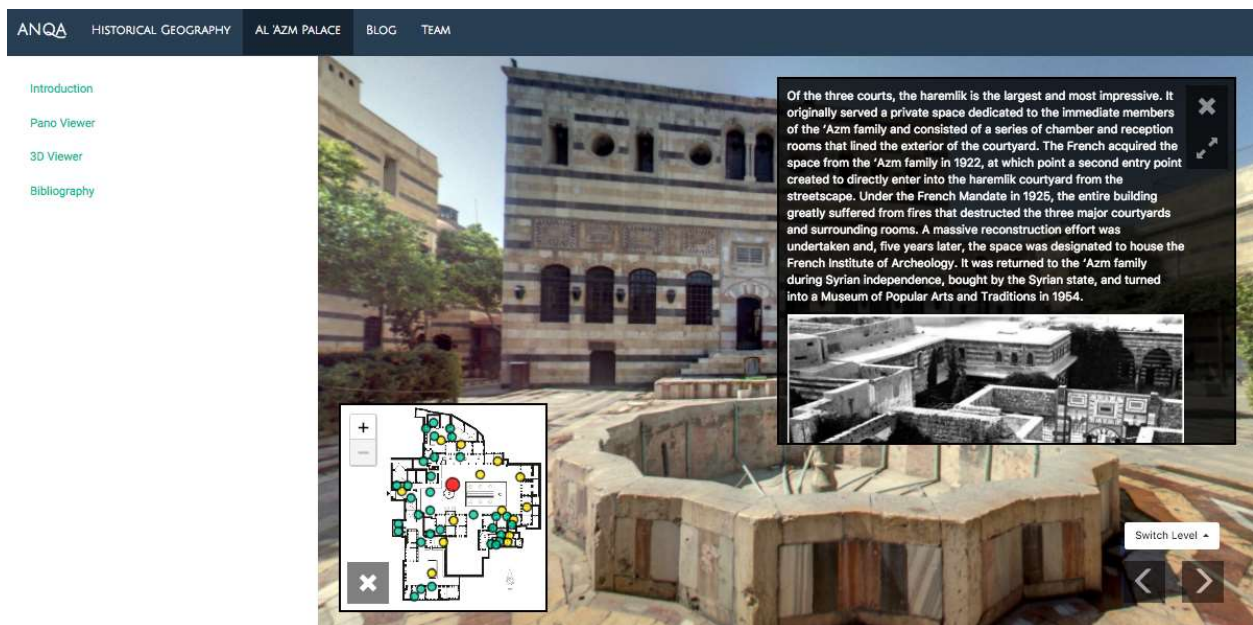 ANQA HISTORICAL GEOGRAPHY AL 'AZM PALACE BLOG TEAM
Introduction
Pano Viewer
3D Viewer
Bibliography
Of the three courts, the haremlik is the largest and most impressive. It
originally served a private space dedicated to the immediate members
of the ‘Azm family and consisted of a series of chamber and reception
rooms that lined the exterior of the courtyard. The French acquired the
space from the ‘Azm family in 1922, at which point a second entry point
created to directly enter into the haremlik courtyard from the
streetscape. Under the French Mandate in 1925, the entire building
greatly suffered from fires that destructed the three major courtyards
and surrounding rooms. A massive reconstruction effort was
undertaken and, five years later, the space was designated to house the
French Institute of Archeology. It was returned to the ‘Azm family
during Syrian independence, bought by the Syrian state, and turned
into a Museum of Popular Arts and Traditions in 1954.
Switch Level